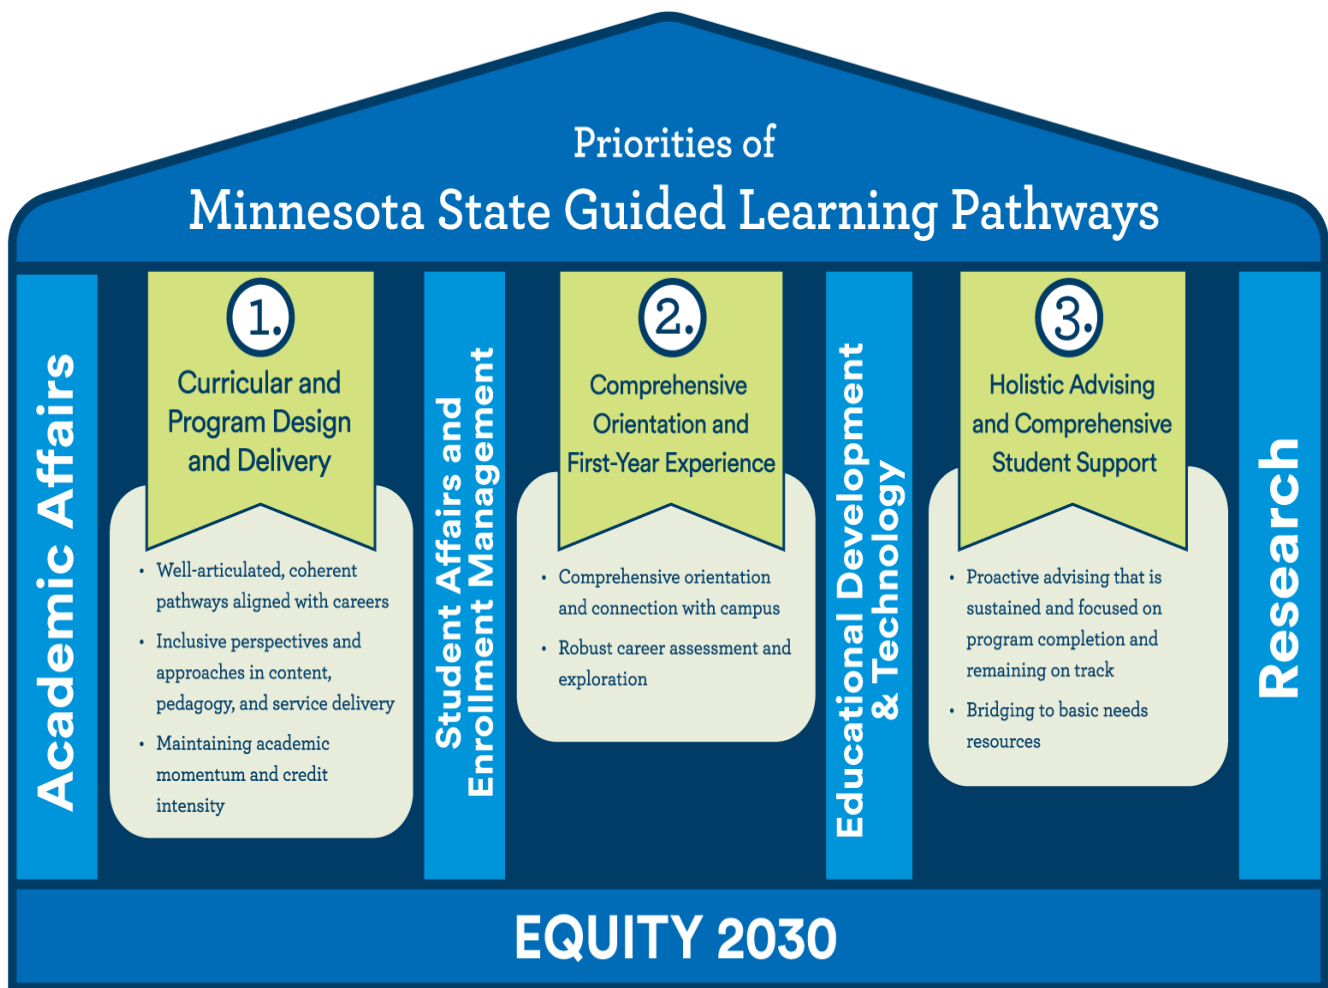 Priorities of
Minnesota State Guided Learning Pathways
Academic Affairs
1.
Curricular and
Program Design
and Delivery
• Well-articulated, coherent
pathways aligned with careers
• Inclusive perspectives and
approaches in content,
pedagogy, and service delivery
• Maintaining academic
momentum and credit
intensity
Student Affairs and
Enrollment Management
2.
Comprehensive
Orientation and
First-Year Experience
• Comprehensive orientation
and connection with campus
• Robust career assessment and
exploration
Educational Development
& Technology
3.
Holistic Advising
and Comprehensive
Student Support
• Proactive advising that is
sustained and focused on
program completion and
remaining on track
• Bridging to basic needs
resources
Research
EQUITY 2030